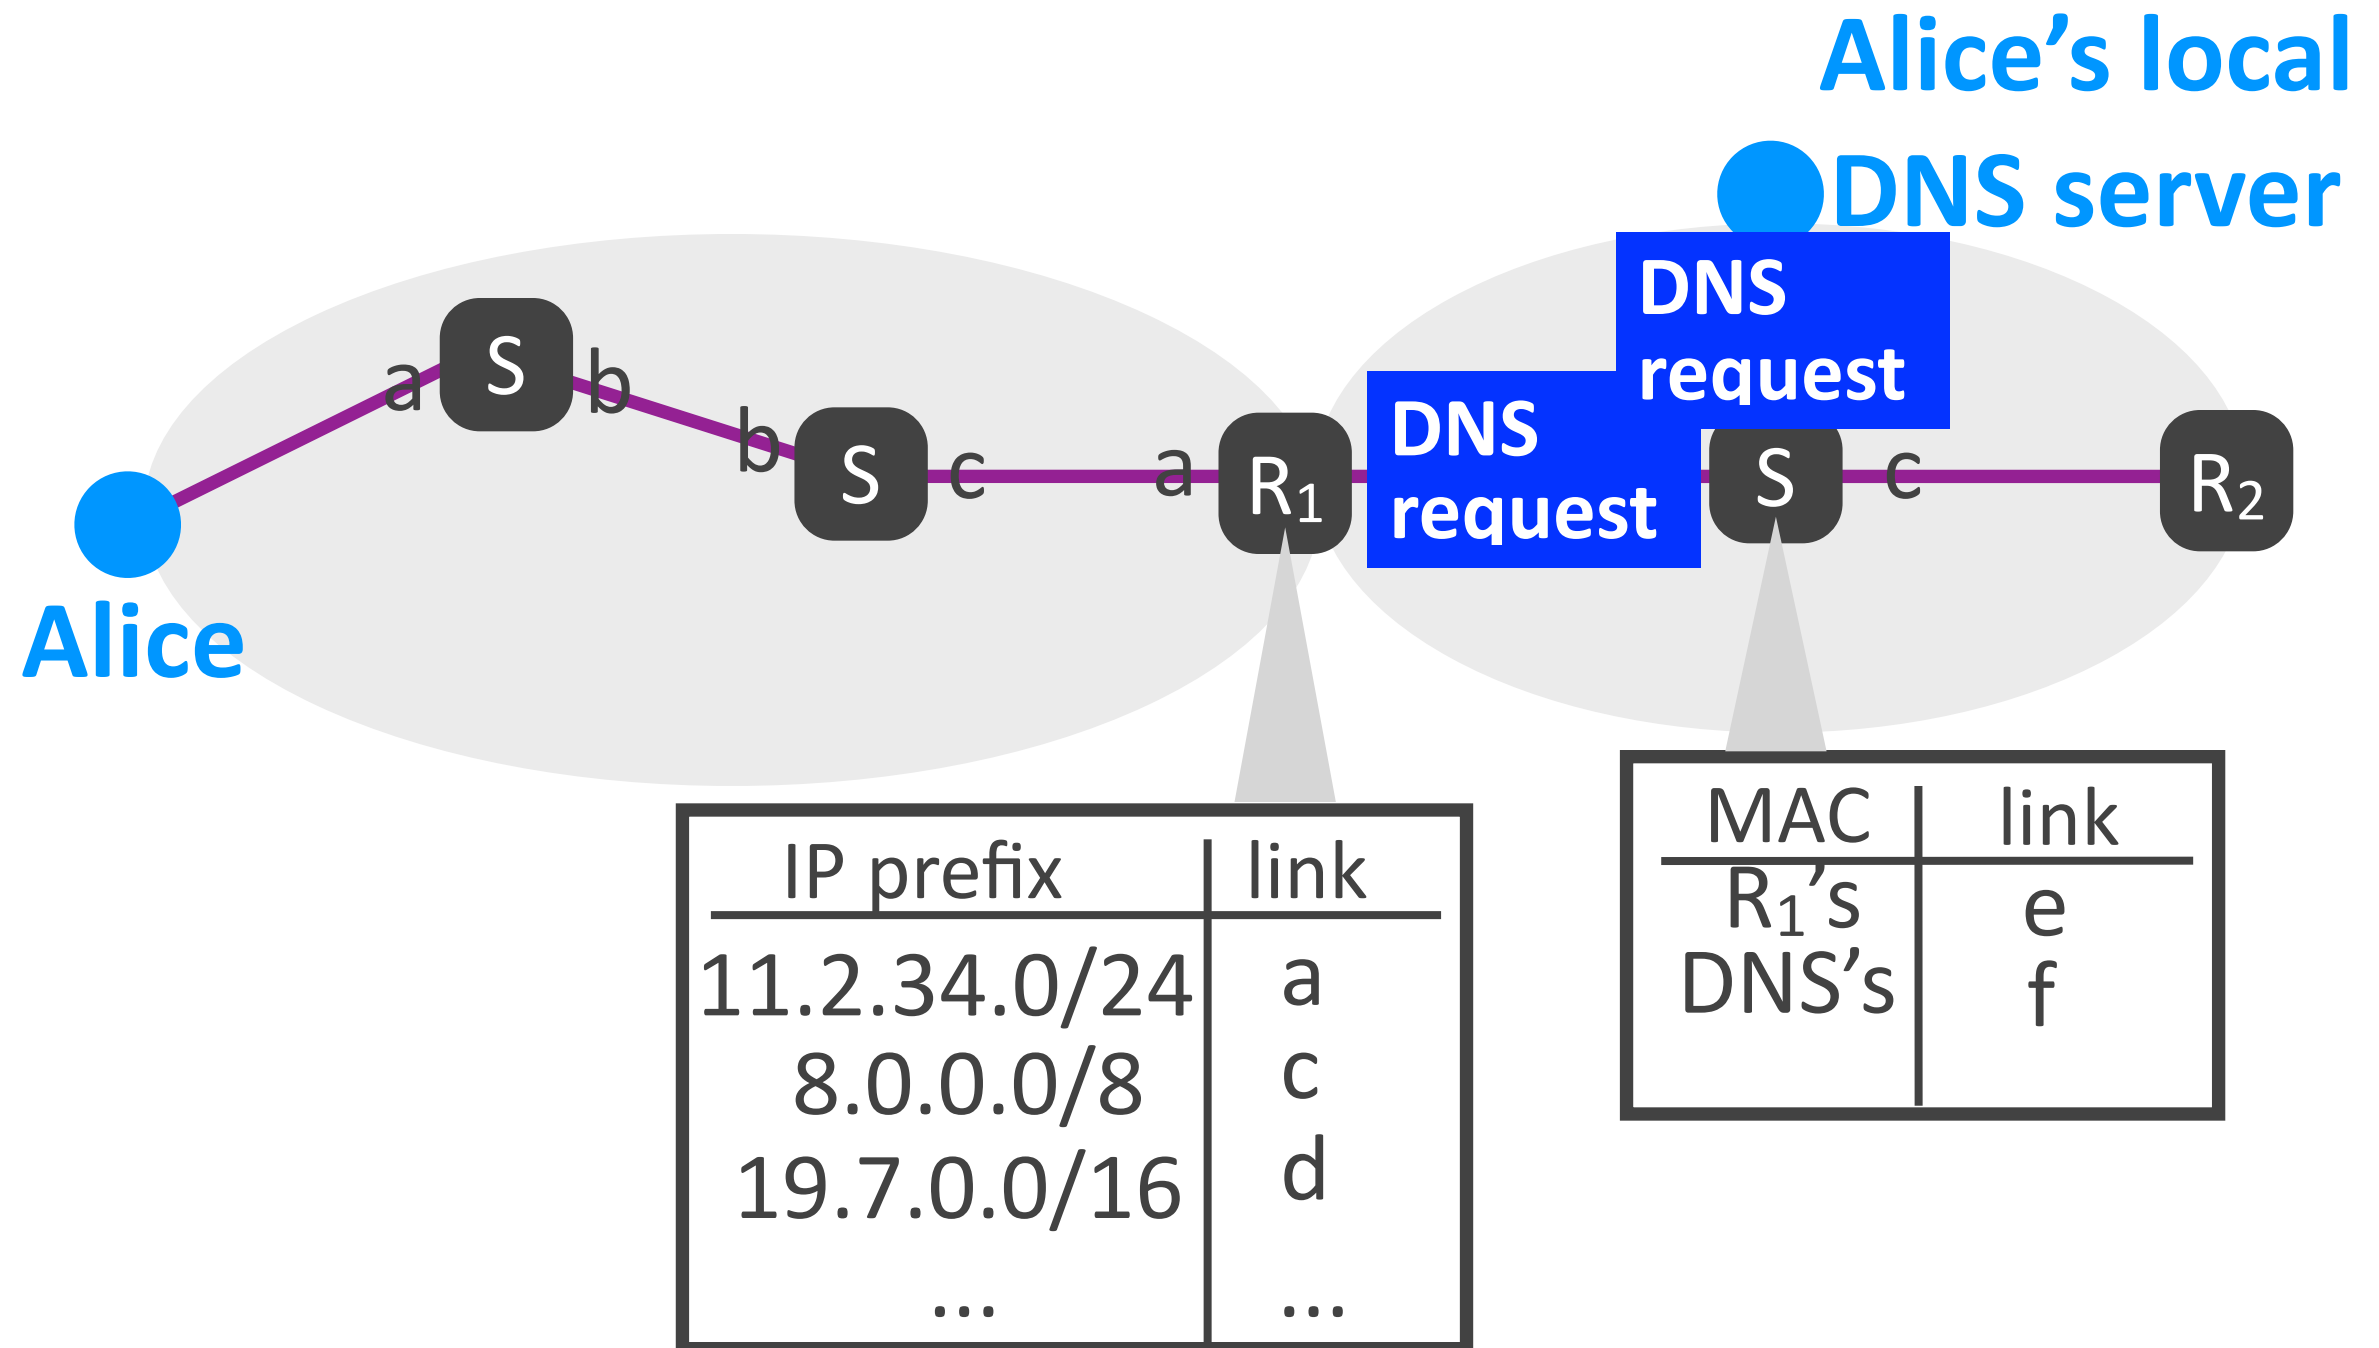 Alice's local
DNS server
DNS
request
DNS
request
a
S
b
b
S
c
a
R₁
S
c
R₂
Alice
MAC link
R₁'s e
DNS's f
IP prefix link
11.2.34.0/24 a
8.0.0.0/8 c
19.7.0.0/16 d
... ...